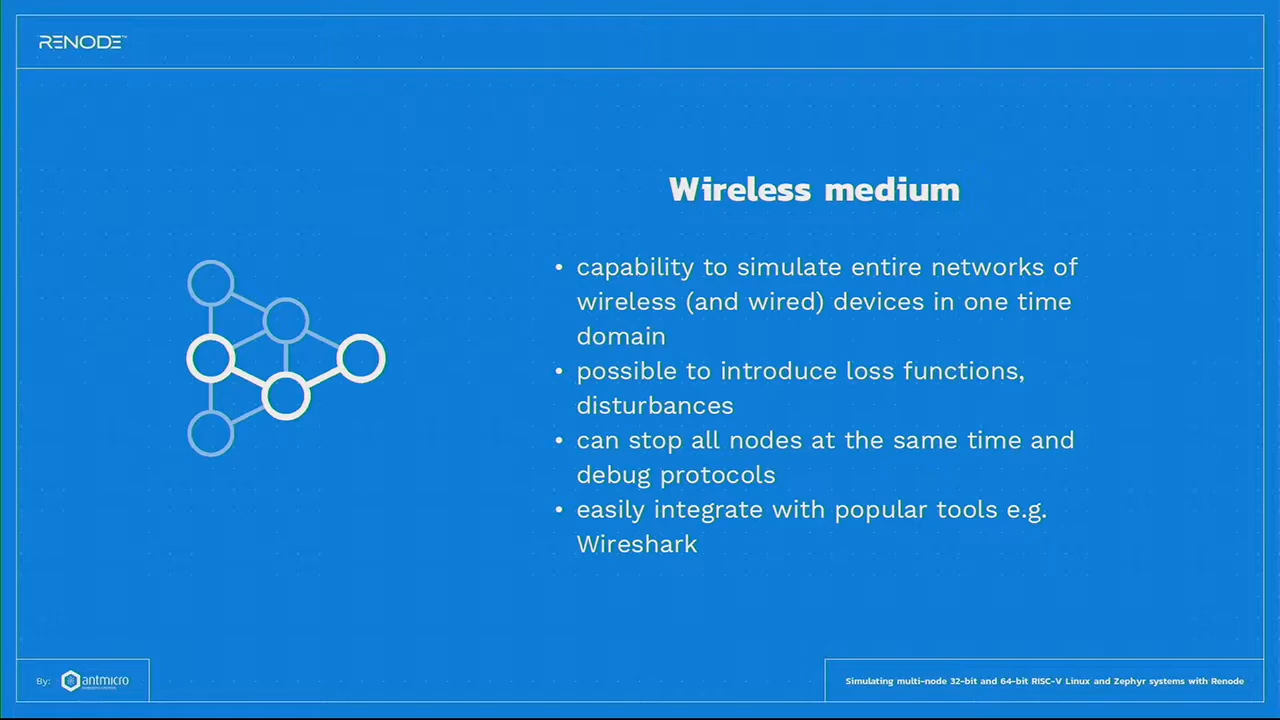 RENODE™
Wireless medium
• capability to simulate entire networks of
wireless (and wired) devices in one time
domain
• possible to introduce loss functions,
disturbances
• can stop all nodes at the same time and
debug protocols
• easily integrate with popular tools e.g.
Wireshark
By: antmicro
Simulating multi-node 32-bit and 64-bit RISC-V Linux and Zephyr systems with Renode